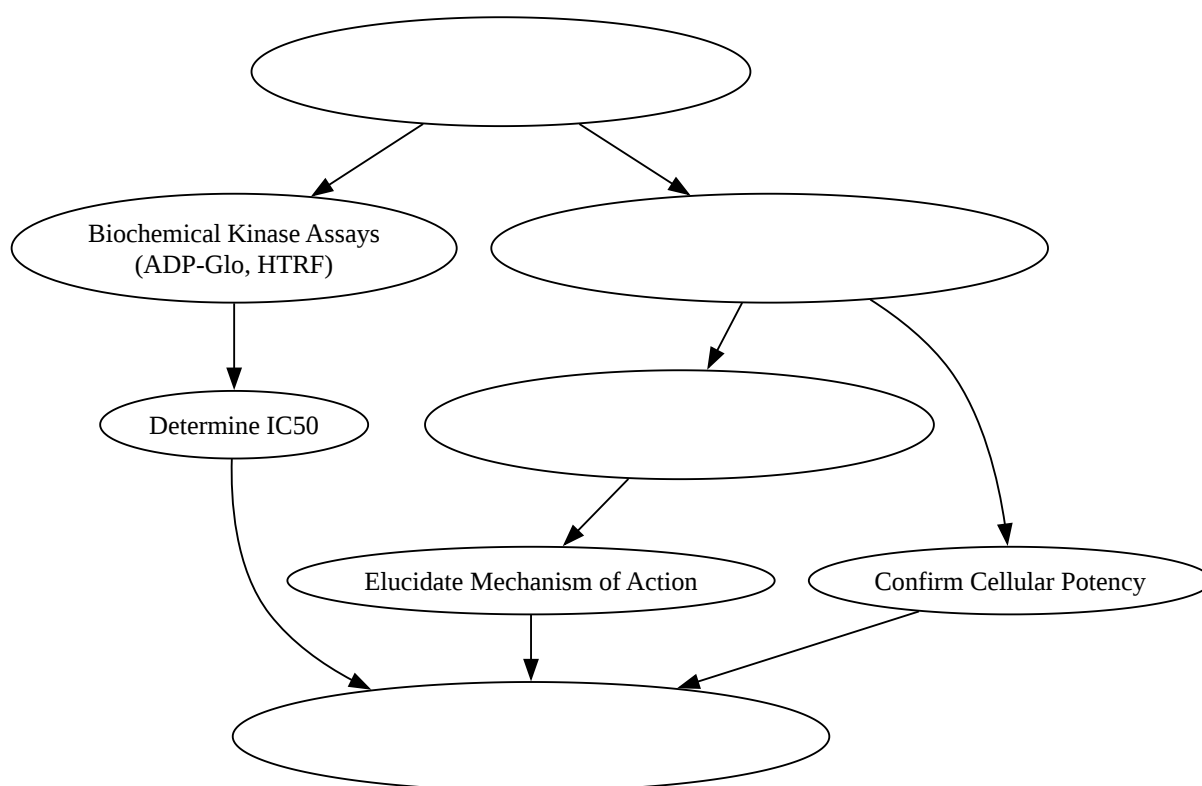 Biochemical Kinase Assays
(ADP-Glo, HTRF)
Determine IC50
Elucidate Mechanism of Action
Confirm Cellular Potency